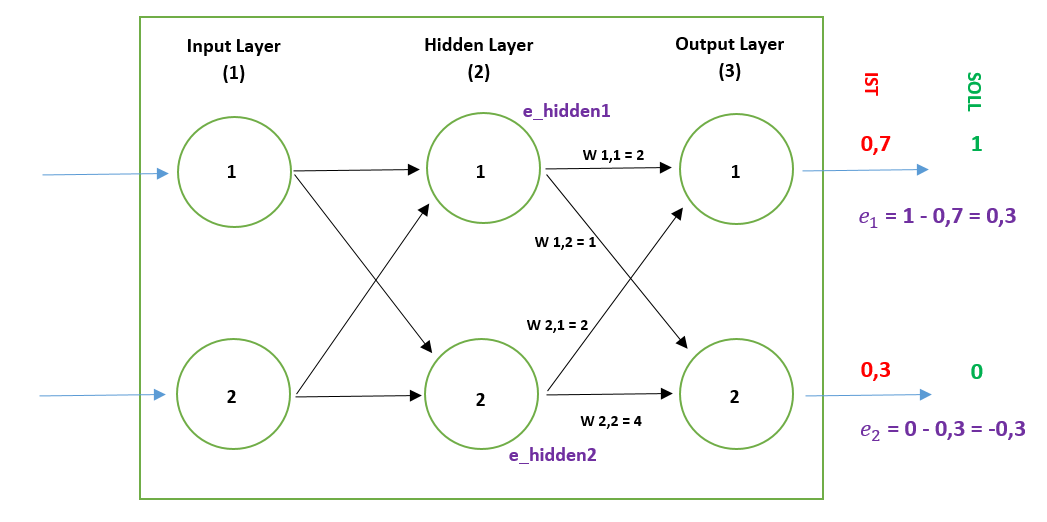 Input Layer
(1)
Hidden Layer
(2)
Output Layer
(3)
IST
SOLL
e_hidden1
1
1
W 1,1 = 2
1
0,7
1
e₁ = 1 - 0,7 = 0,3
W 1,2 = 1
W 2,1 = 2
2
2
W 2,2 = 4
2
0,3
0
e₂ = 0 - 0,3 = -0,3
e_hidden2